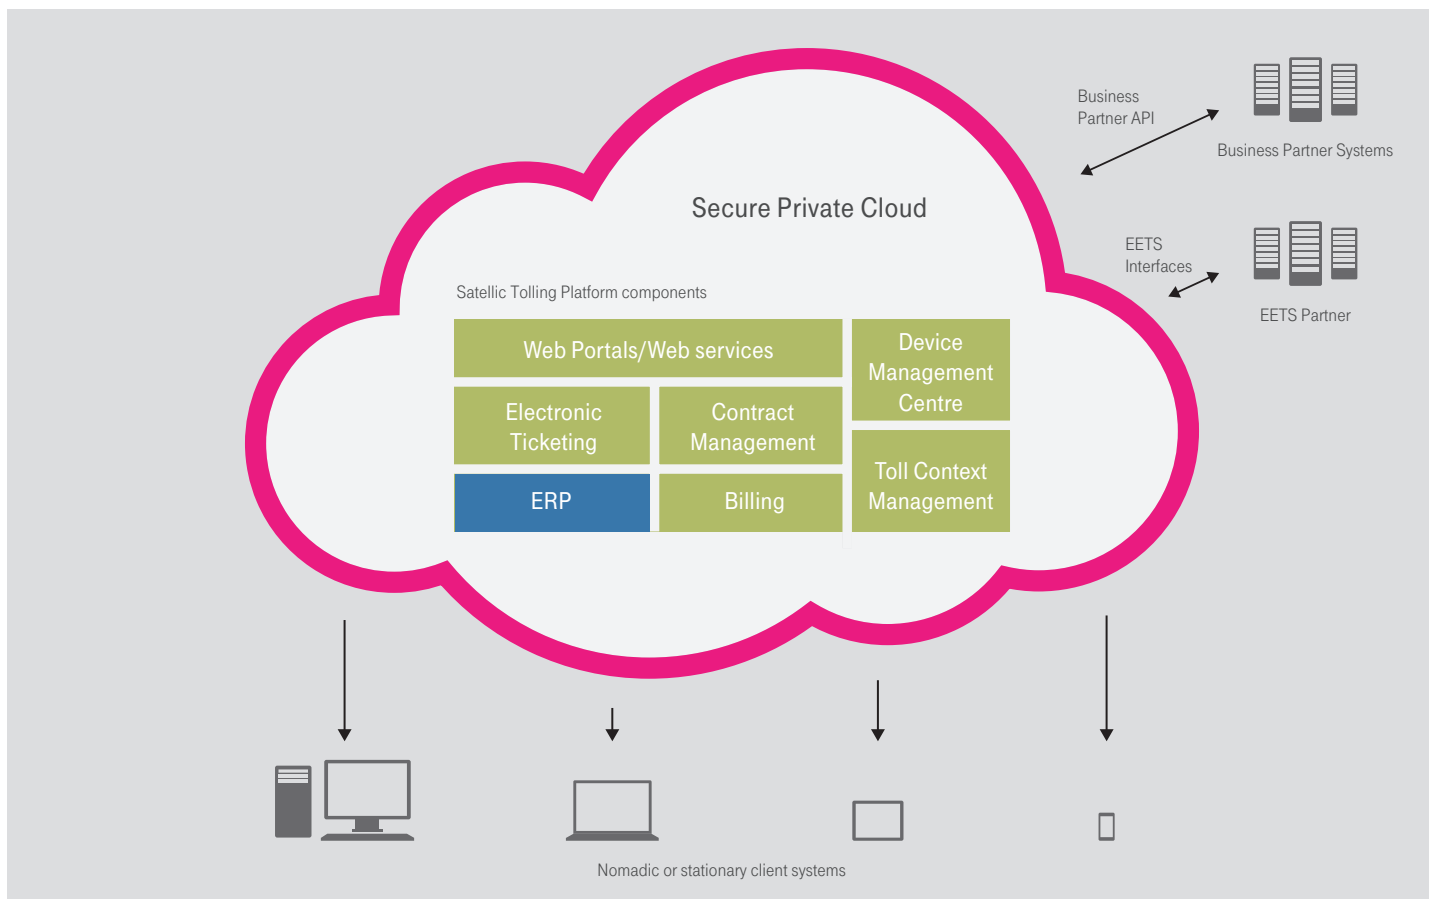 Business
Partner API
Business Partner Systems
Secure Private Cloud
EETS
Interfaces
EETS Partner
Satellic Tolling Platform components
Web Portals/Web services
Device
Management
Centre
Electronic
Ticketing
Contract
Management
Toll Context
Management
ERP
Billing
Nomadic or stationary client systems